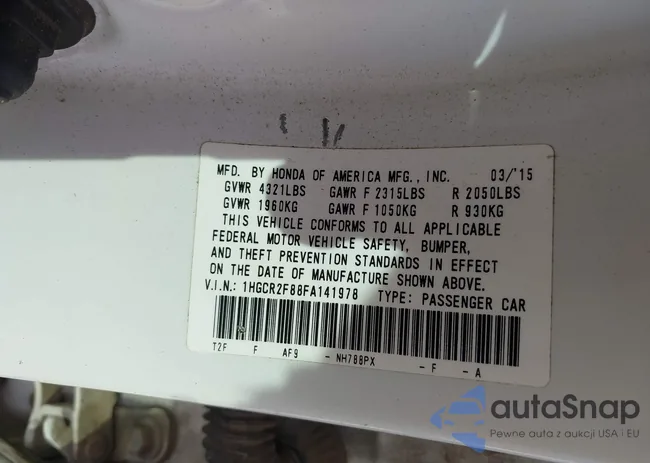 MFD. BY HONDA OF AMERICA MFG., INC. 03/'15
GVWR 4321LBS GAWR F 2315LBS R 2050LBS
GVWR 1960KG GAWR F 1050KG R 930KG
THIS VEHICLE CONFORMS TO ALL APPLICABLE
FEDERAL MOTOR VEHICLE SAFETY, BUMPER,
AND THEFT PREVENTION STANDARDS IN EFFECT
ON THE DATE OF MANUFACTURE SHOWN ABOVE.
V.I.N.: 1HGCR2F88FA141978 TYPE: PASSENGER CAR
T2F F AF9 - NH788PX - F - A
autaSnap
Pewne auta z aukcji USA i EU